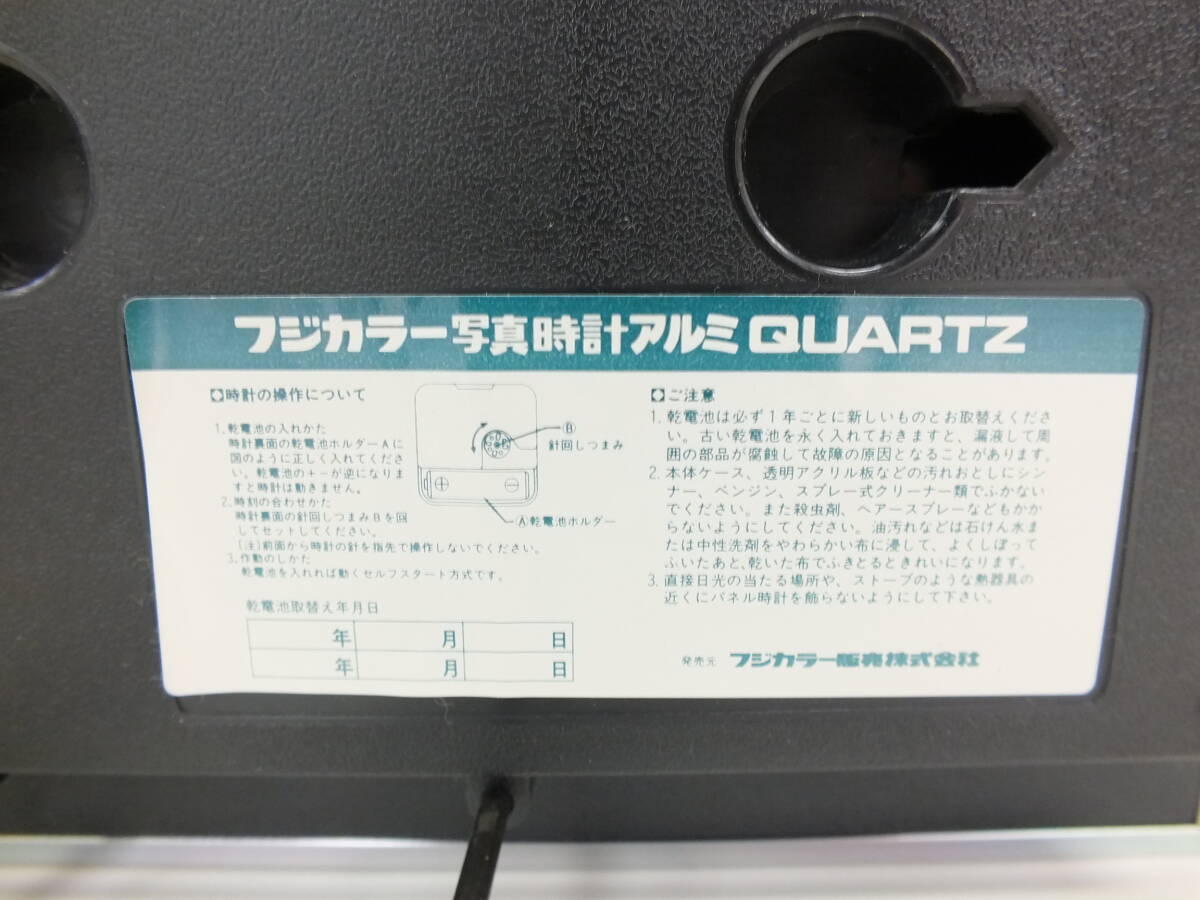 フジカラー写真時計アルミQUARTZ
時計の操作について
1. 乾電池の入れかた
時計裏面の乾電池ホルダーAに
図のように正しく入れてくださ
い。乾電池の+-が逆になりま
すと時計は動きません。
2. 時刻の合わせかた
時計裏面の針回しつまみBを回
してセットしてください。
(注)前面から時計の針を指先で操作しないでください。
3. 作動のしかた
乾電池を入れれば動くセルフスタート方式です。
Ⓑ
針回しつまみ
⊕
⊖
Ⓐ乾電池ホルダー
乾電池取替え年月日
年 月 日
年 月 日
ご注意
1. 乾電池は必ず1年ごとに新しいものとお取替えくださ
い。古い乾電池を永く入れておきますと、漏液して周
囲の部品が腐蝕して故障の原因となることがあります。
2. 本体ケース、透明アクリル板などの汚れおとしにシン
ナー、ベンジン、スプレー式クリーナー類でふかない
でください。また殺虫剤、ヘアースプレーなどもかか
らないようにしてください。油汚れなどは石けん水ま
たは中性洗剤をやわらかい布に浸して、よくしぼって
ふいたあと、乾いた布でふきとるときれいになります。
3. 直接日光の当たる場所や、ストーブのような熱器具の
近くにパネル時計を飾らないようにして下さい。
発売元 フジカラー販売株式会社